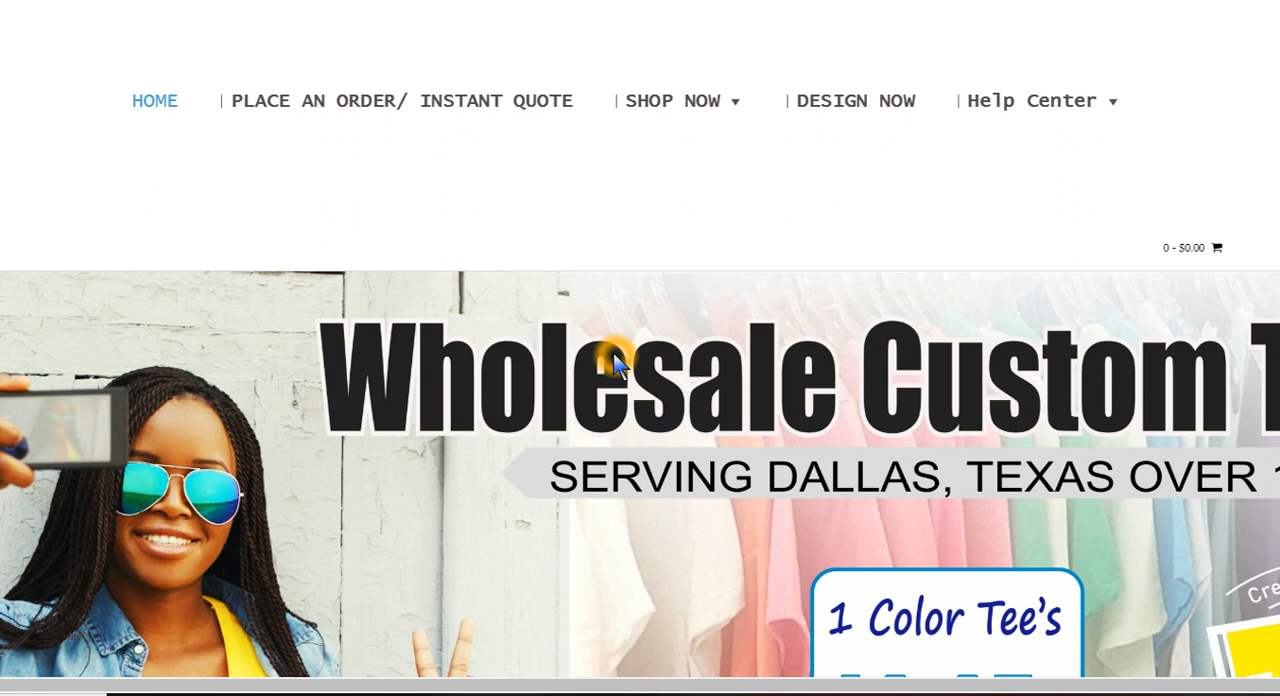 HOME | PLACE AN ORDER/ INSTANT QUOTE | SHOP NOW ▼ | DESIGN NOW | Help Center ▼
0 - $0.00
Wholesale Custom
SERVING DALLAS, TEXAS OVER
1 Color Tee's